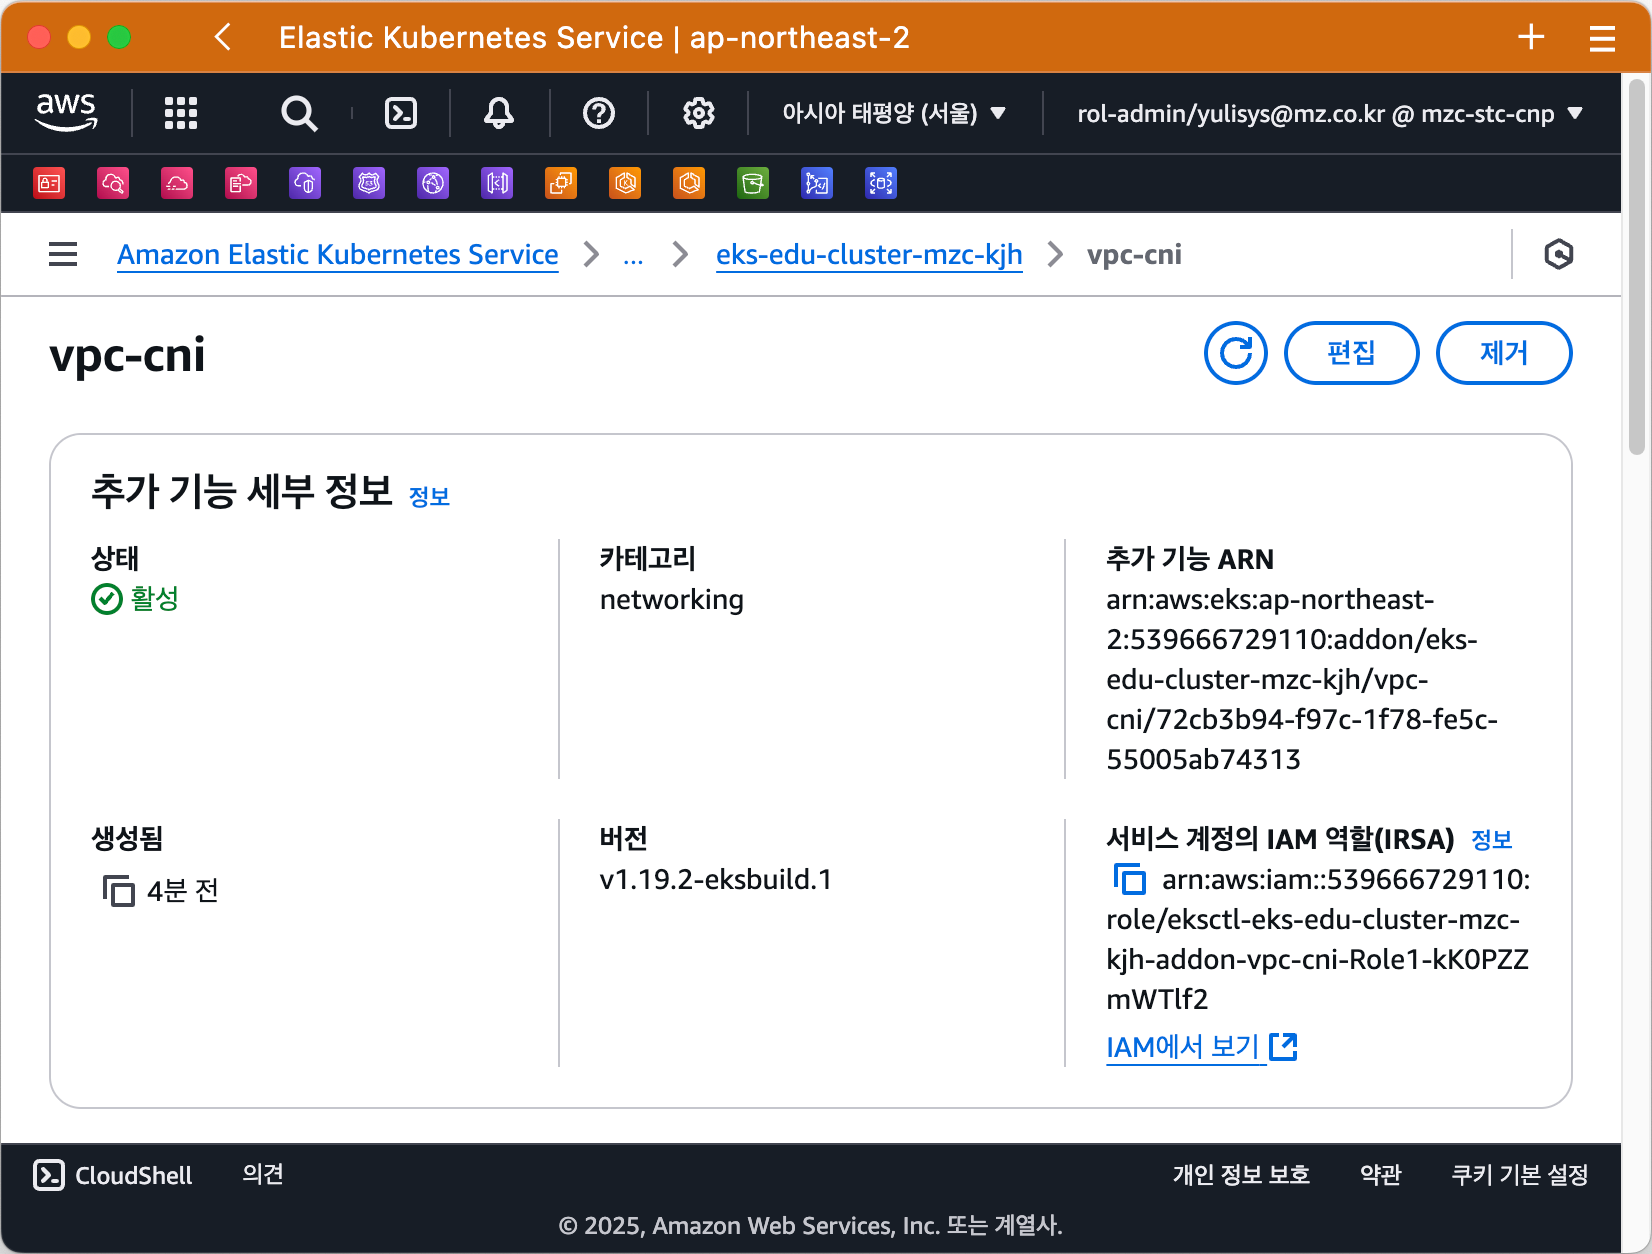 Elastic Kubernetes Service | ap-northeast-2
aws
아시아 태평양 (서울)
rol-admin/yulisys@mz.co.kr @ mzc-stc-cnp
Amazon Elastic Kubernetes Service
...
eks-edu-cluster-mzc-kjh
vpc-cni
vpc-cni
편집
제거
추가 기능 세부 정보 정보
상태
활성
카테고리
networking
추가 기능 ARN
arn:aws:eks:ap-northeast-
2:539666729110:addon/eks-
edu-cluster-mzc-kjh/vpc-
cni/72cb3b94-f97c-1f78-fe5c-
55005ab74313
생성됨
4분 전
버전
v1.19.2-eksbuild.1
서비스 계정의 IAM 역할(IRSA) 정보
arn:aws:iam::539666729110:
role/eksctl-eks-edu-cluster-mzc-
kjh-addon-vpc-cni-Role1-kK0PZZ
mWTlf2
IAM에서 보기
CloudShell
의견
개인 정보 보호
약관
쿠키 기본 설정
© 2025, Amazon Web Services, Inc. 또는 계열사.